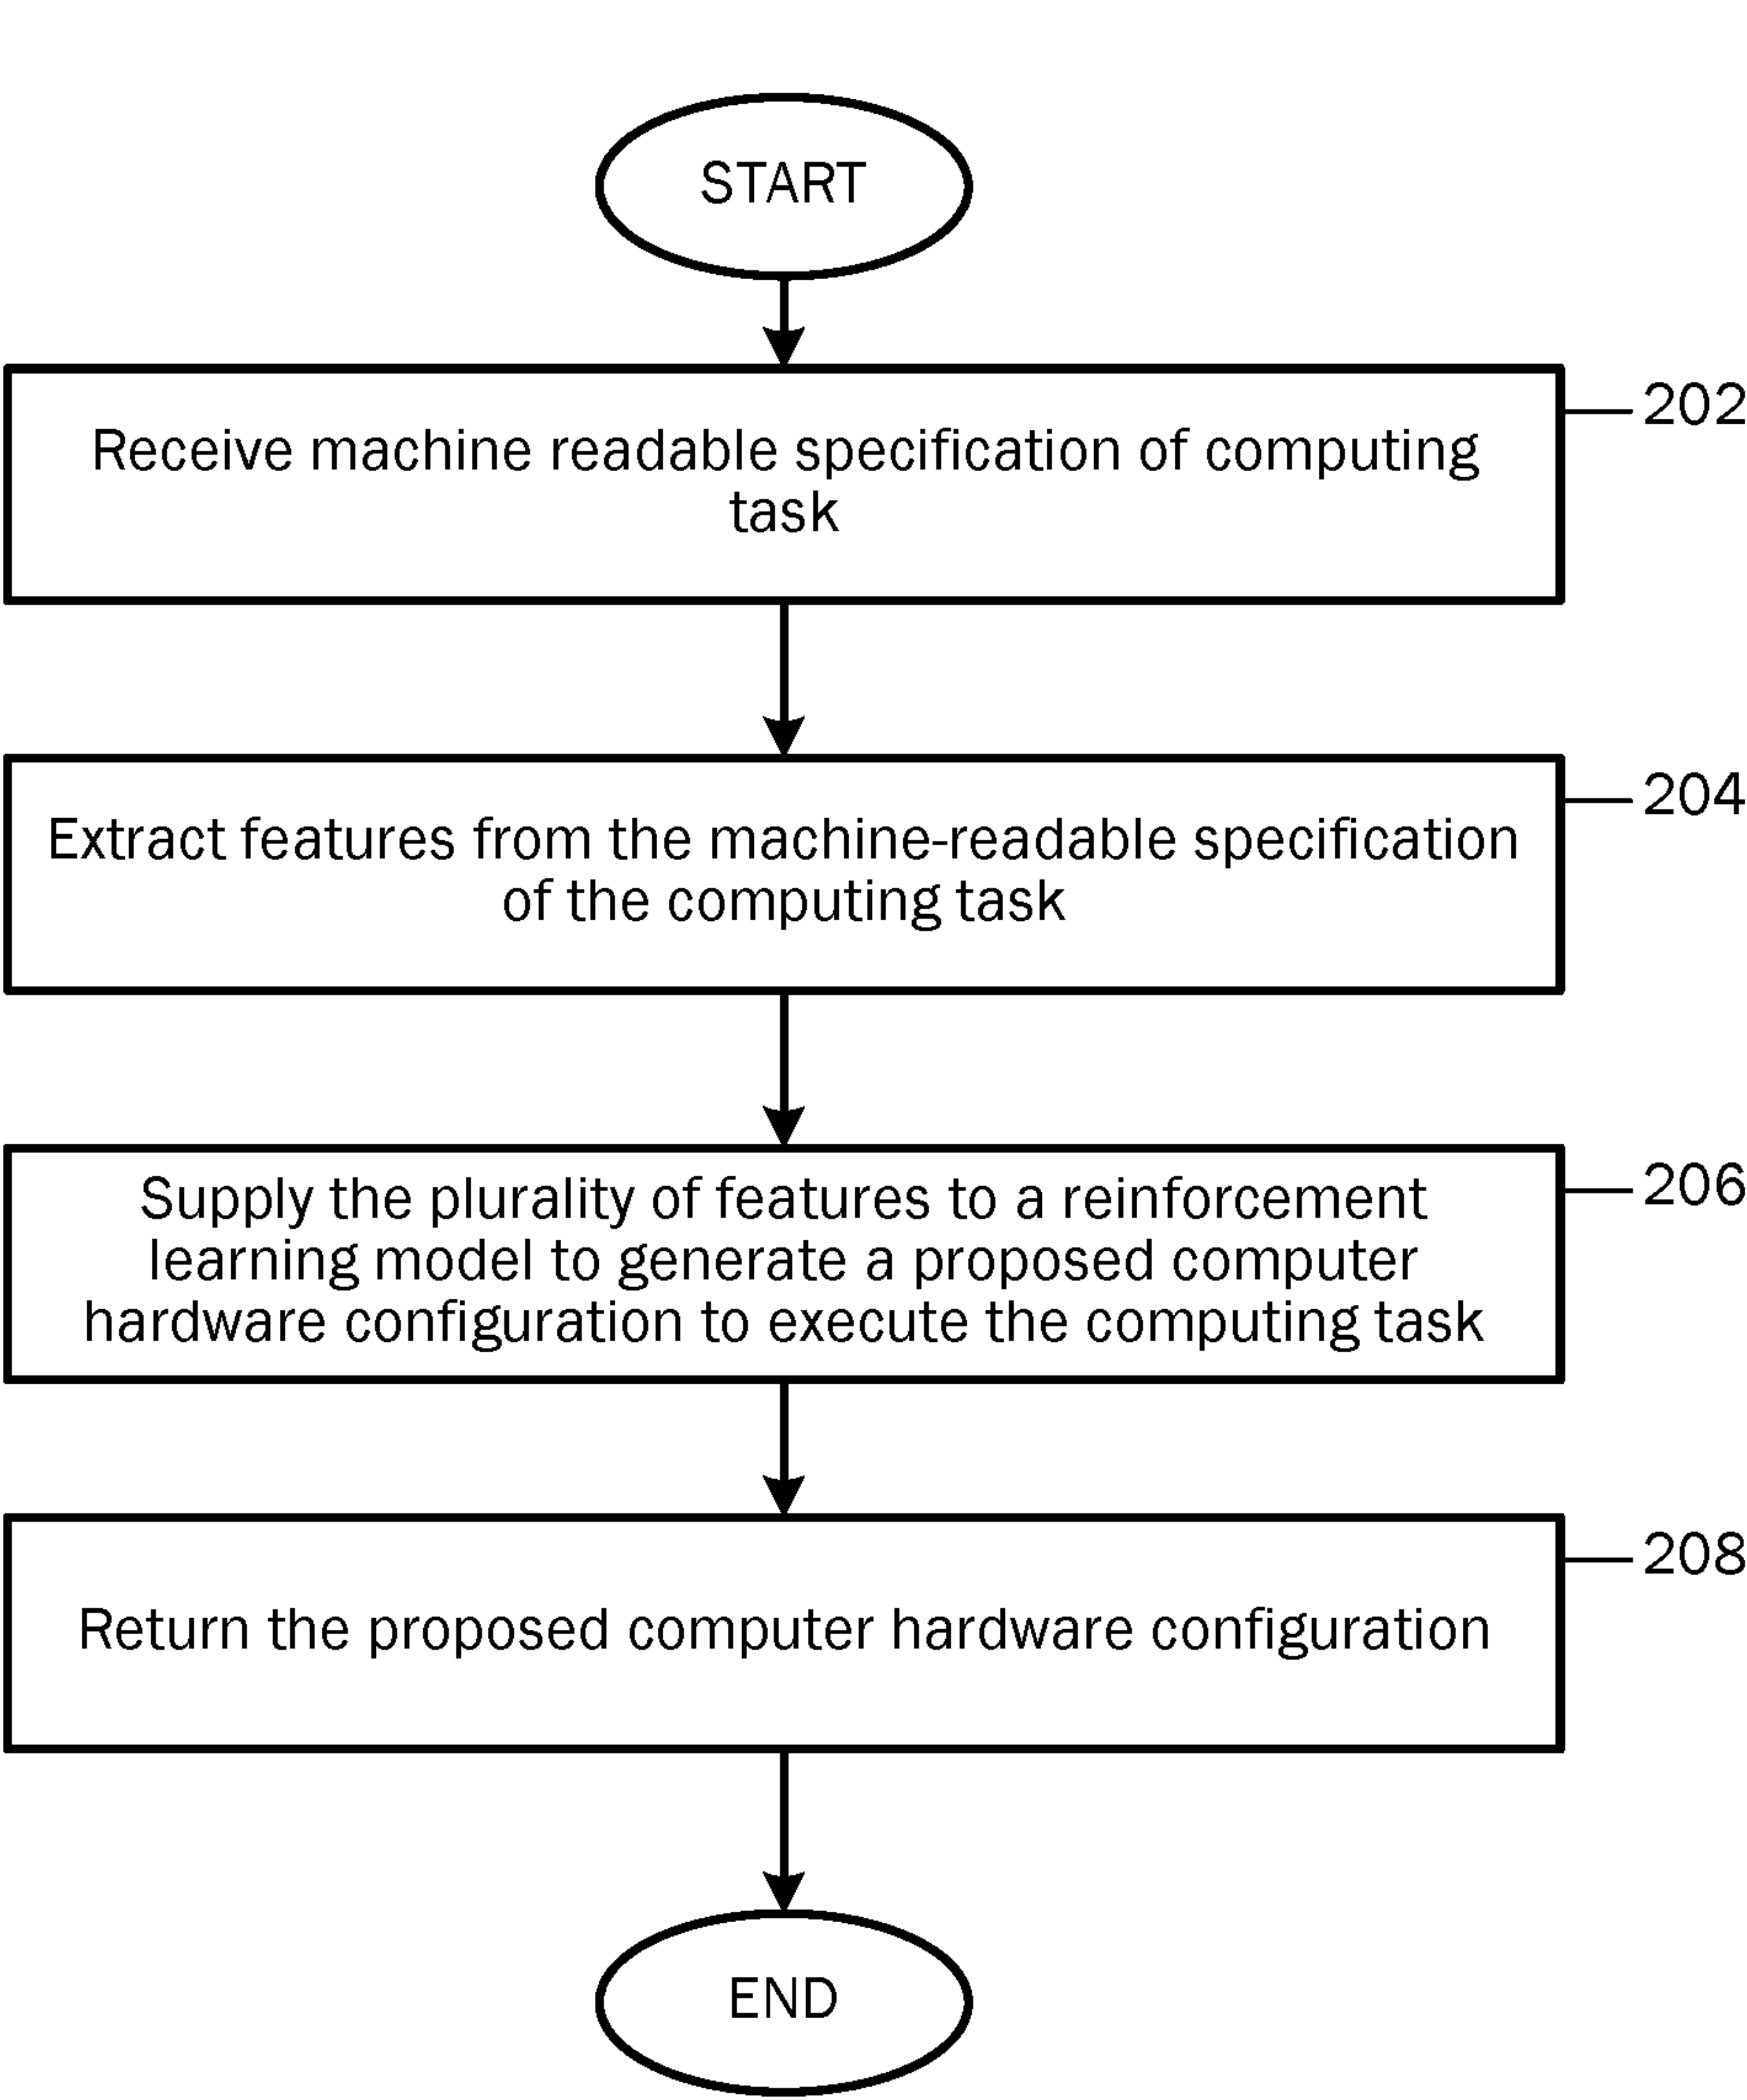 START
202
Receive machine readable specification of computing
task
204
Extract features from the machine-readable specification
of the computing task
206
Supply the plurality of features to a reinforcement
learning model to generate a proposed computer
hardware configuration to execute the computing task
208
Return the proposed computer hardware configuration
END